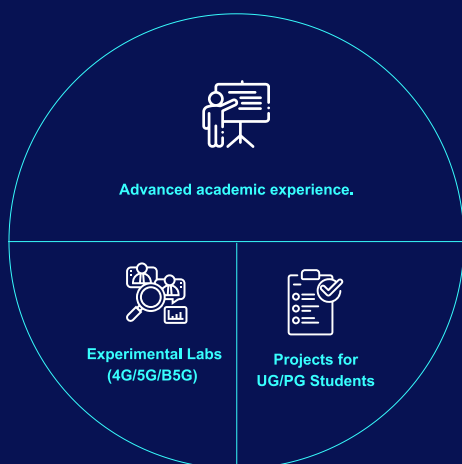 Advanced academic experience.
Experimental Labs
(4G/5G/B5G)
Projects for
UG/PG Students